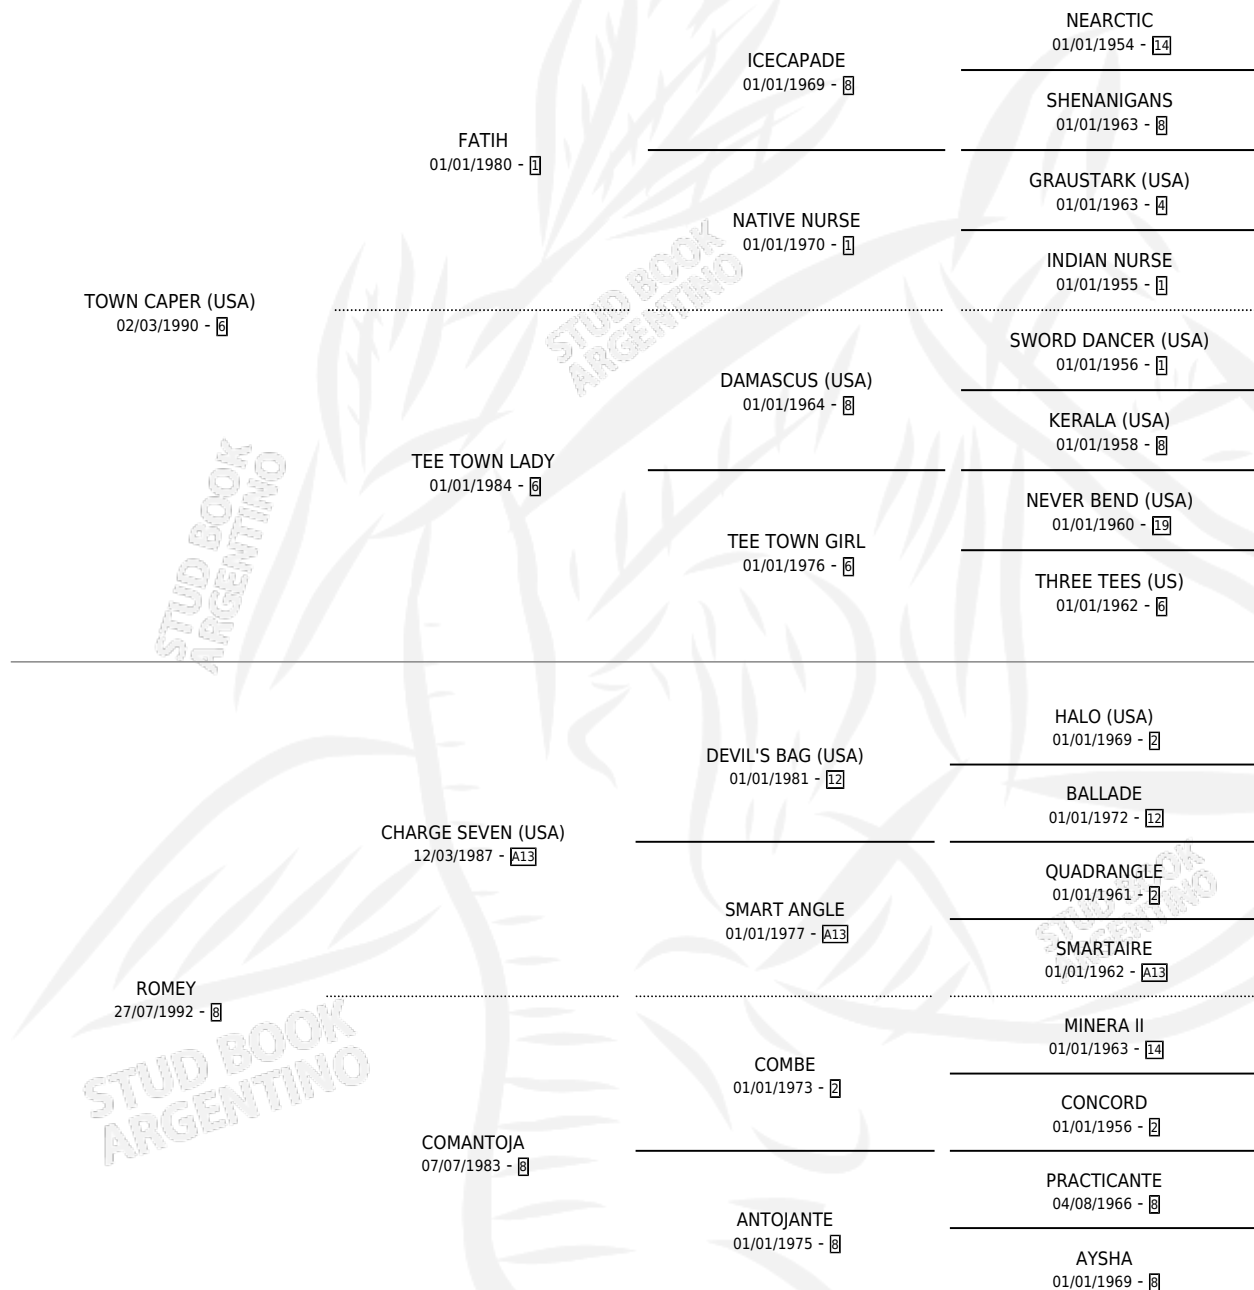 NEARCTIC
01/01/1954 - 14
ICECAPADE
01/01/1969 - 8
SHENANIGANS
01/01/1963 - 8
FATIH
01/01/1980 - 1
GRAUSTARK (USA)
01/01/1963 - 4
NATIVE NURSE
01/01/1970 - 1
INDIAN NURSE
01/01/1955 - 1
TOWN CAPER (USA)
02/03/1990 - 6
SWORD DANCER (USA)
01/01/1956 - 1
DAMASCUS (USA)
01/01/1964 - 8
KERALA (USA)
01/01/1958 - 8
TEE TOWN LADY
01/01/1984 - 6
NEVER BEND (USA)
01/01/1960 - 19
TEE TOWN GIRL
01/01/1976 - 6
THREE TEES (US)
01/01/1962 - 6
HALO (USA)
01/01/1969 - 2
DEVIL'S BAG (USA)
01/01/1981 - 12
BALLADE
01/01/1972 - 12
CHARGE SEVEN (USA)
12/03/1987 - A13
QUADRANGLE
01/01/1961 - 2
SMART ANGLE
01/01/1977 - A13
SMARTAIRE
01/01/1962 - A13
ROMEY
27/07/1992 - 8
MINERA II
01/01/1963 - 14
COMBE
01/01/1973 - 2
CONCORD
01/01/1956 - 2
COMANTOJA
07/07/1983 - 8
PRACTICANTE
04/08/1966 - 8
ANTOJANTE
01/01/1975 - 8
AYSHA
01/01/1969 - 8
STUD BOOK
ARGENTINO
STUD BOOK
ARGENTINO
STUD BOOK
ARGENTINO
STUD BOOK
ARGENTINO